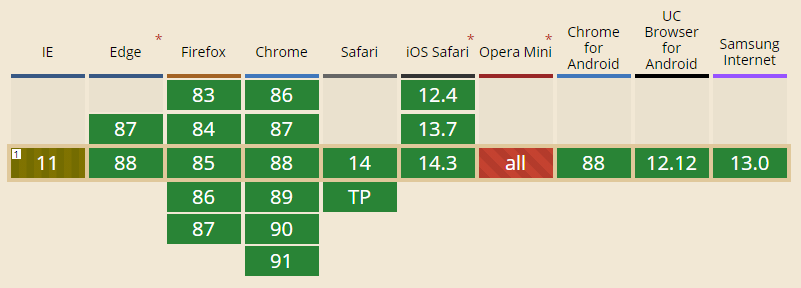 IE Edge * Firefox Chrome Safari iOS Safari * Opera Mini * Chrome for Android UC Browser for Android Samsung Internet
83 86 12.4
87 84 87 13.7
1 11 88 85 88 14 14.3 all 88 12.12 13.0
86 89 TP
87 90
91